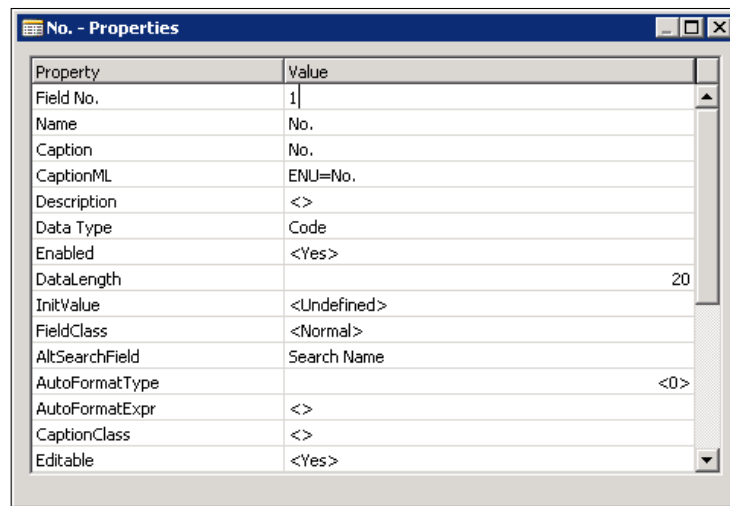 No. - Properties
Property Value
Field No. 1
Name No.
Caption No.
CaptionML ENU=No.
Description <>
Data Type Code
Enabled <Yes>
DataLength 20
InitValue <Undefined>
FieldClass <Normal>
AltSearchField Search Name
AutoFormatType <0>
AutoFormatExpr <>
CaptionClass <>
Editable <Yes>